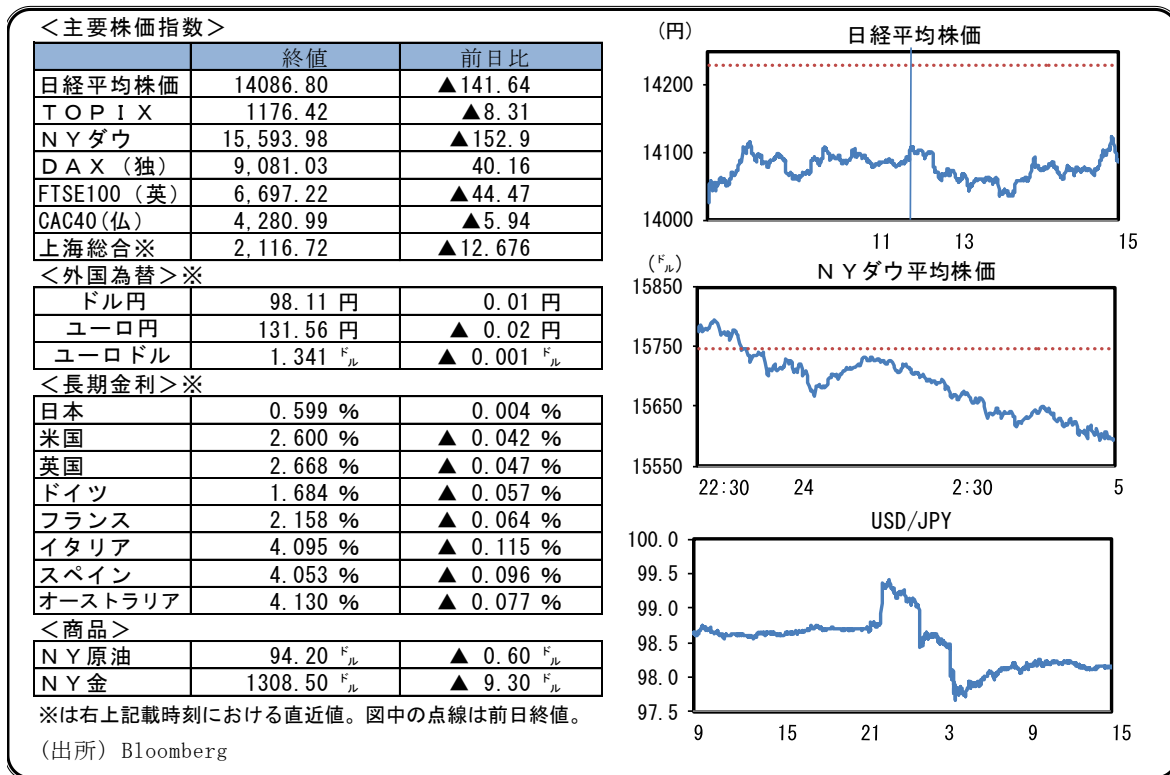 ＜主要株価指数＞
終値 前日比
日経平均株価 14086.80 ▲141.64
ＴＯＰＩＸ 1176.42 ▲8.31
ＮＹダウ 15,593.98 ▲152.9
ＤＡＸ（独） 9,081.03 40.16
FTSE100（英） 6,697.22 ▲44.47
CAC40(仏) 4,280.99 ▲5.94
上海総合※ 2,116.72 ▲12.676
＜外国為替＞※
ドル円 98.11 円 0.01 円
ユーロ円 131.56 円 ▲ 0.02 円
ユーロドル 1.341 ㌦ ▲ 0.001 ㌦
＜長期金利＞※
日本 0.599 % 0.004 %
米国 2.600 % ▲ 0.042 %
英国 2.668 % ▲ 0.047 %
ドイツ 1.684 % ▲ 0.057 %
フランス 2.158 % ▲ 0.064 %
イタリア 4.095 % ▲ 0.115 %
スペイン 4.053 % ▲ 0.096 %
オーストラリア 4.130 % ▲ 0.077 %
＜商品＞
ＮＹ原油 94.20 ㌦ ▲ 0.60 ㌦
ＮＹ金 1308.50 ㌦ ▲ 9.30 ㌦
※は右上記載時刻における直近値。図中の点線は前日終値。
(出所) Bloomberg
(円) 日経平均株価
14200
14100
14000
11 13 15
(㌦) ＮＹダウ平均株価
15850
15750
15650
15550
22:30 24 2:30 5
USD/JPY
100.0
99.5
99.0
98.5
98.0
97.5
9 15 21 3 9 15